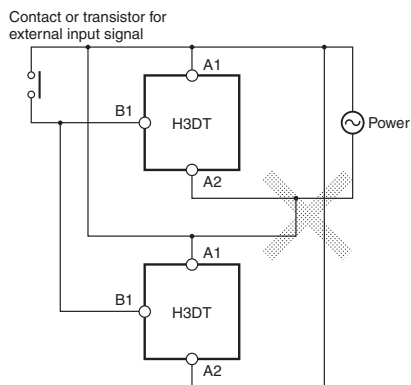 Contact or transistor for
external input signal
A1
B1
H3DT
Power
A2
A1
B1
H3DT
A2